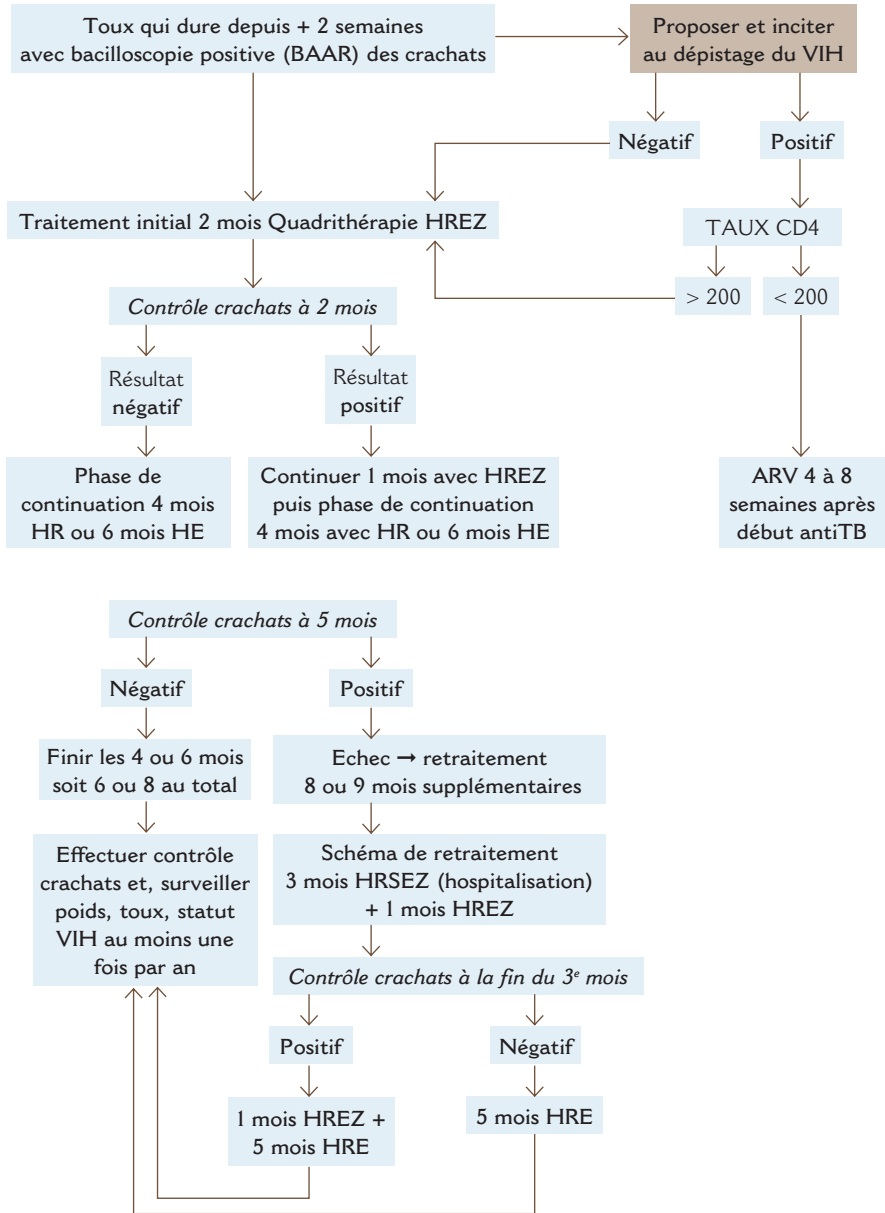 Toux qui dure depuis + 2 semaines
avec bacilloscopie positive (BAAR) des crachats
Proposer et inciter
au dépistage du VIH
Négatif
Positif
Traitement initial 2 mois Quadrithérapie HREZ
TAUX CD4
> 200
< 200
Contrôle crachats à 2 mois
Résultat
négatif
Résultat
positif
Phase de
continuation 4 mois
HR ou 6 mois HE
Continuer 1 mois avec HREZ
puis phase de continuation
4 mois avec HR ou 6 mois HE
ARV 4 à 8
semaines après
début antiTB
Contrôle crachats à 5 mois
Négatif
Positif
Finir les 4 ou 6 mois
soit 6 ou 8 au total
Echec → retraitement
8 ou 9 mois supplémentaires
Effectuer contrôle
crachats et, surveiller
poids, toux, statut
VIH au moins une
fois par an
Schéma de retraitement
3 mois HRSEZ (hospitalisation)
+ 1 mois HREZ
Contrôle crachats à la fin du 3e mois
Positif
Négatif
1 mois HREZ +
5 mois HRE
5 mois HRE